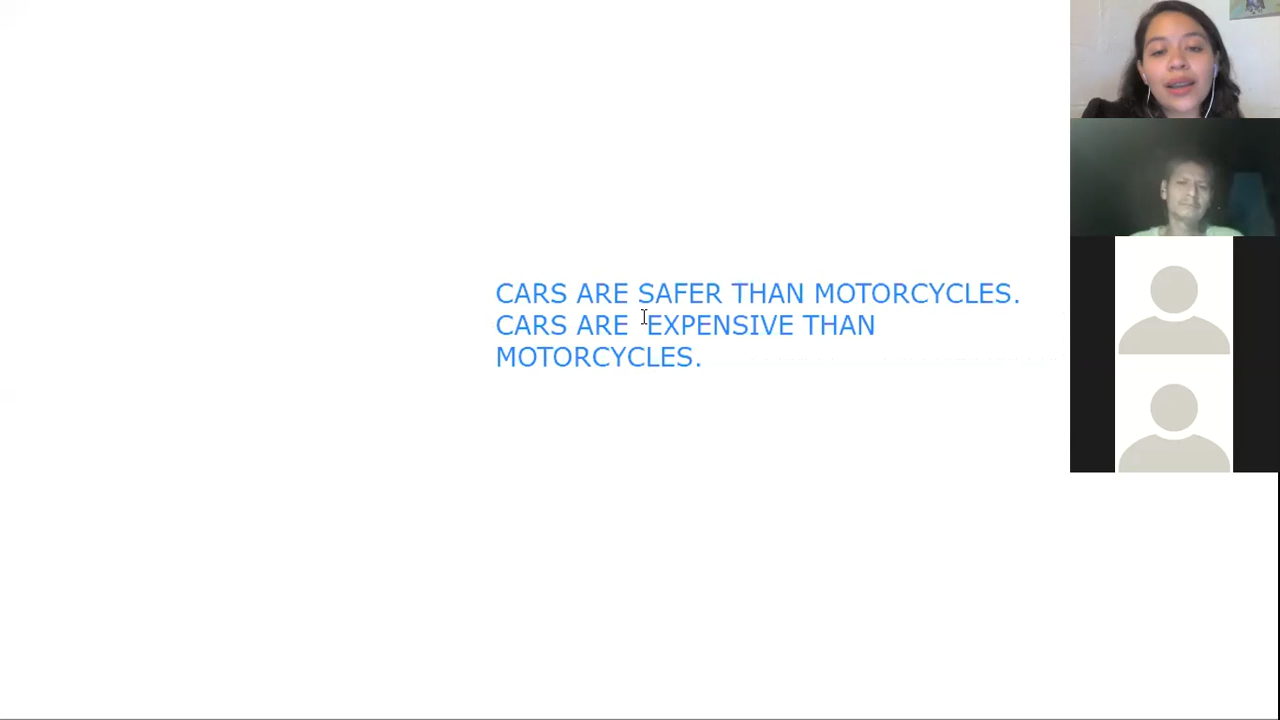 CARS ARE SAFER THAN MOTORCYCLES.
CARS ARE EXPENSIVE THAN
MOTORCYCLES.